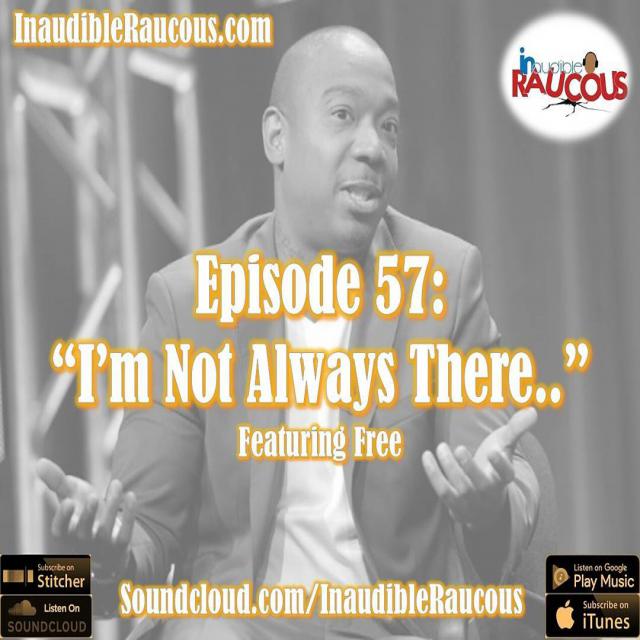 InaudibleRaucous.com
inaudible
RAUCOUS
Episode 57:
“I’m Not Always There..”
Featuring Free
Subscribe on
Stitcher
Listen On
SOUNDCLOUD
Soundcloud.com/InaudibleRaucous
Listen on Google
Play Music
Subscribe on
iTunes